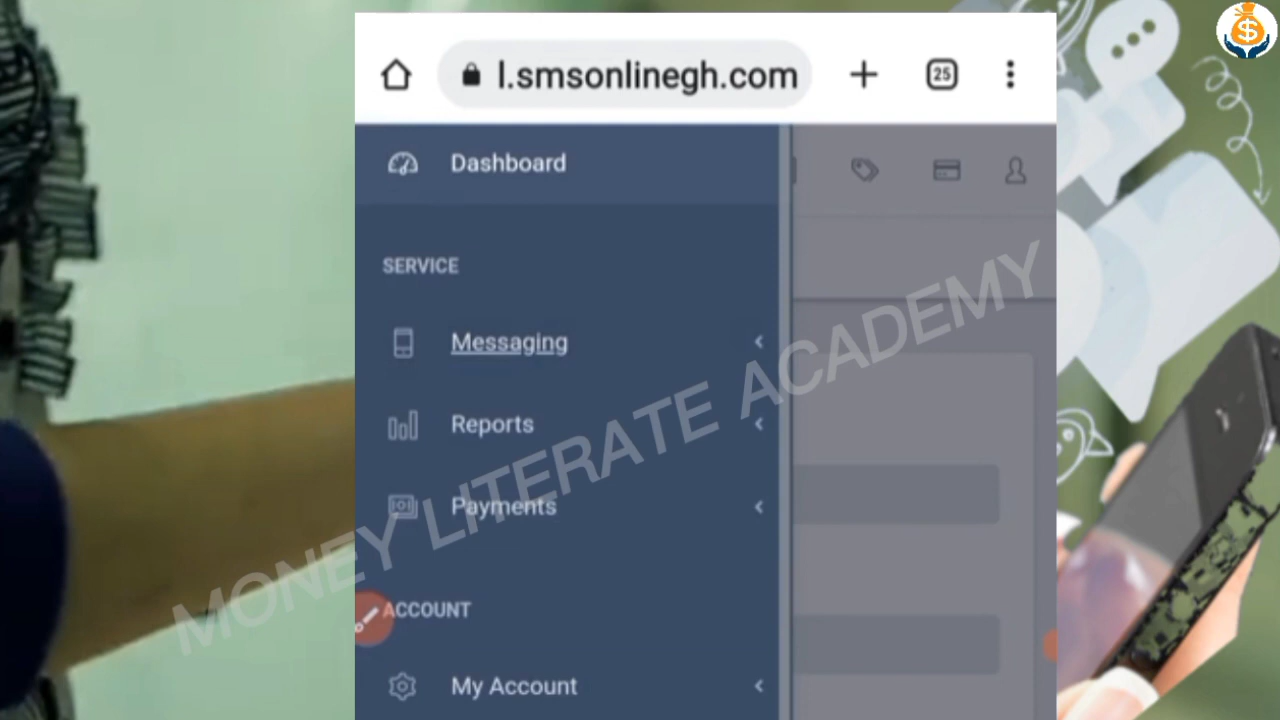 l.smsonlinegh.com
25
Dashboard
SERVICE
Messaging
Reports
Payments
ACCOUNT
My Account
MONEY LITERATE ACADEMY
$